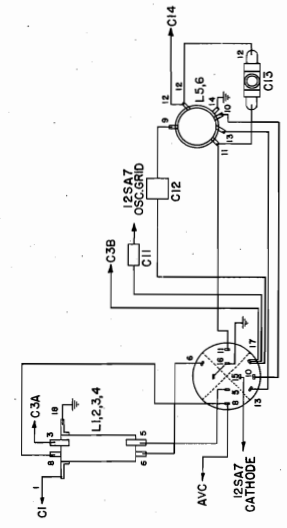 C14
12
12
12
L5,6
9
14
10
13
11
C13
12SA7
OSC.GRID
C12
C3B
C11
C3A
18
3
8
1
C1
L1,2,3,4
5
6
6
11
16
17
15
10
5
8
13
AVC
12SA7
CATHODE